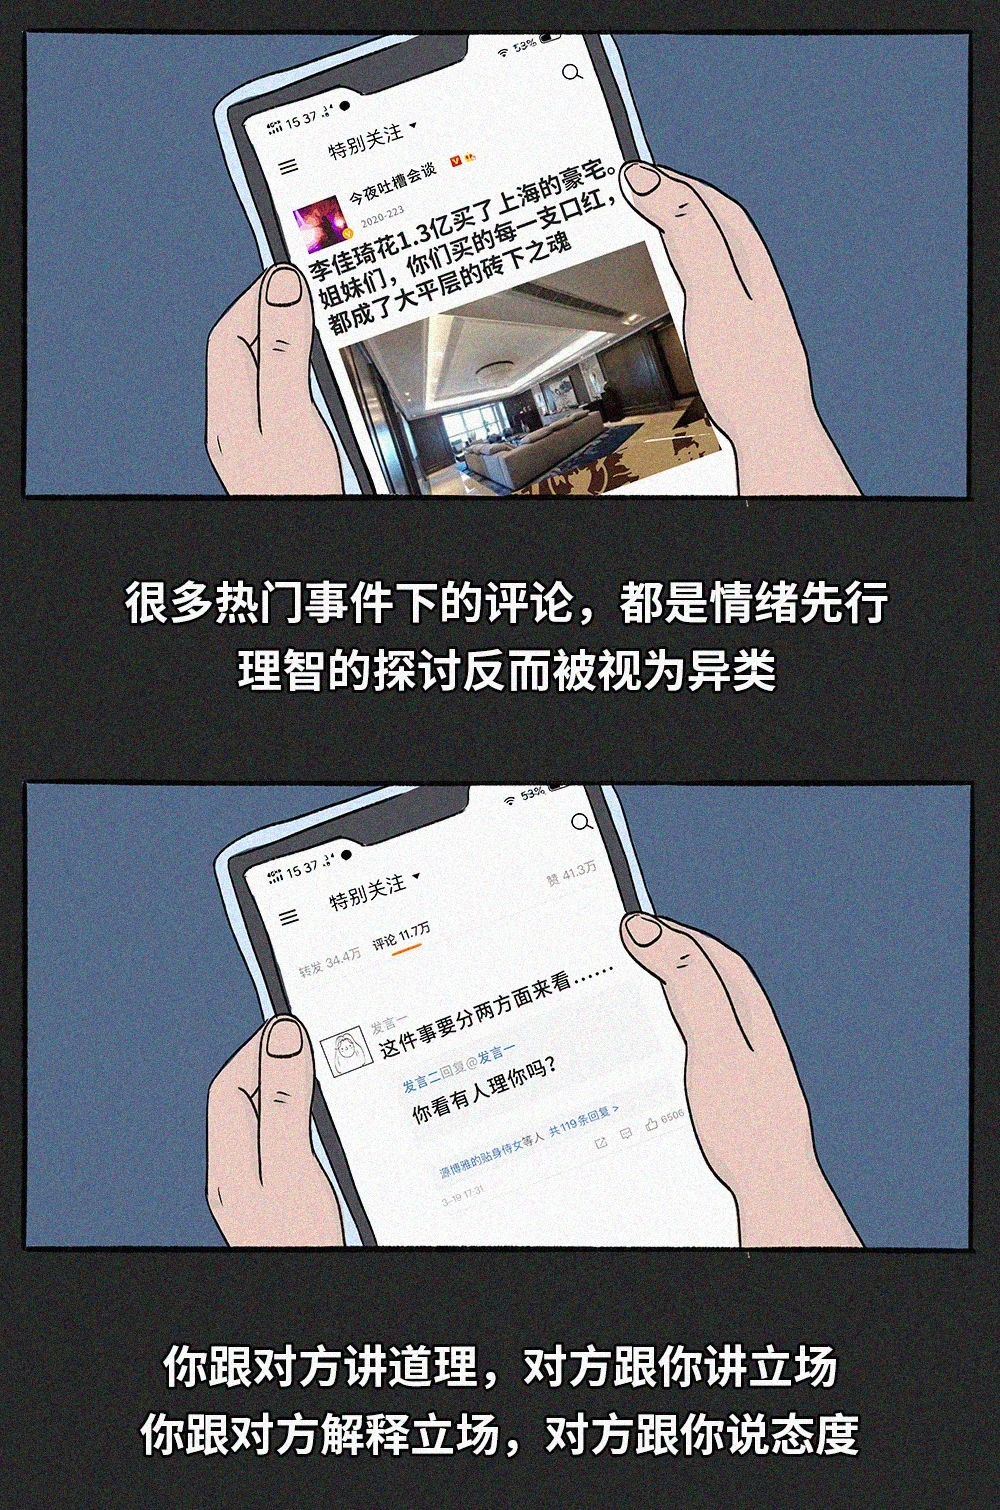 53%
4G+ 15 37
特别关注
今夜吐槽会谈
2020-223
李佳琦花1.3亿买了上海的豪宅。
姐妹们，你们买的每一支口红，
都成了大平层的砖下之魂
很多热门事件下的评论，都是情绪先行
理智的探讨反而被视为异类
53%
4G+ 15 37
特别关注
转发 34.4万 评论 11.7万 赞 41.3万
发言一
这件事要分两方面来看……
发言二回复@发言一
你看有人理你吗?
源博雅的贴身侍女等人 共119条回复 >
3-19 17:31 6506
你跟对方讲道理，对方跟你讲立场
你跟对方解释立场，对方跟你说态度